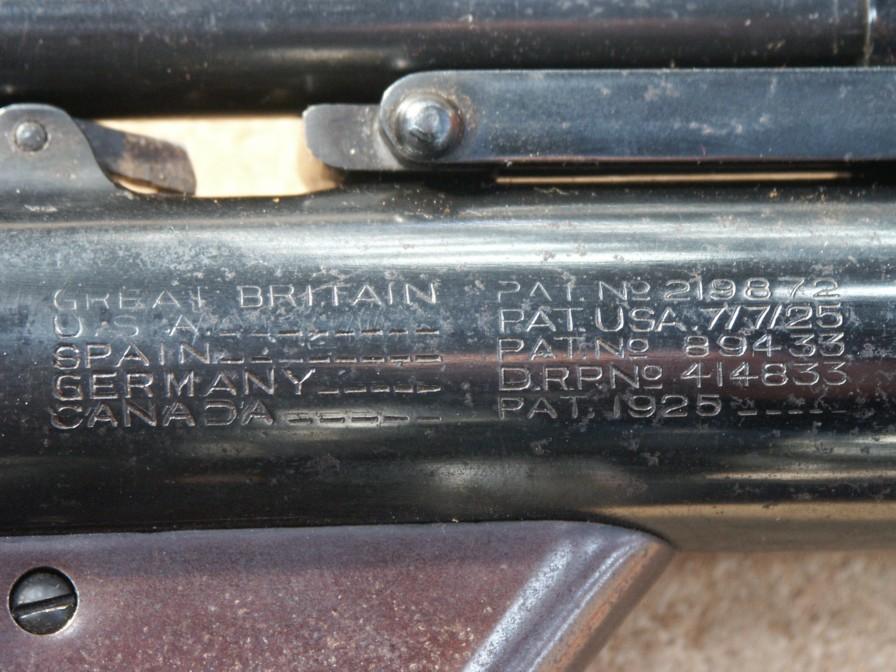 GREAT BRITAIN PAT. No 219872
U.S.A. PAT. USA. 7/7/25
SPAIN PAT. No 89433
GERMANY D.R.P. No 414833
CANADA PAT. 1925